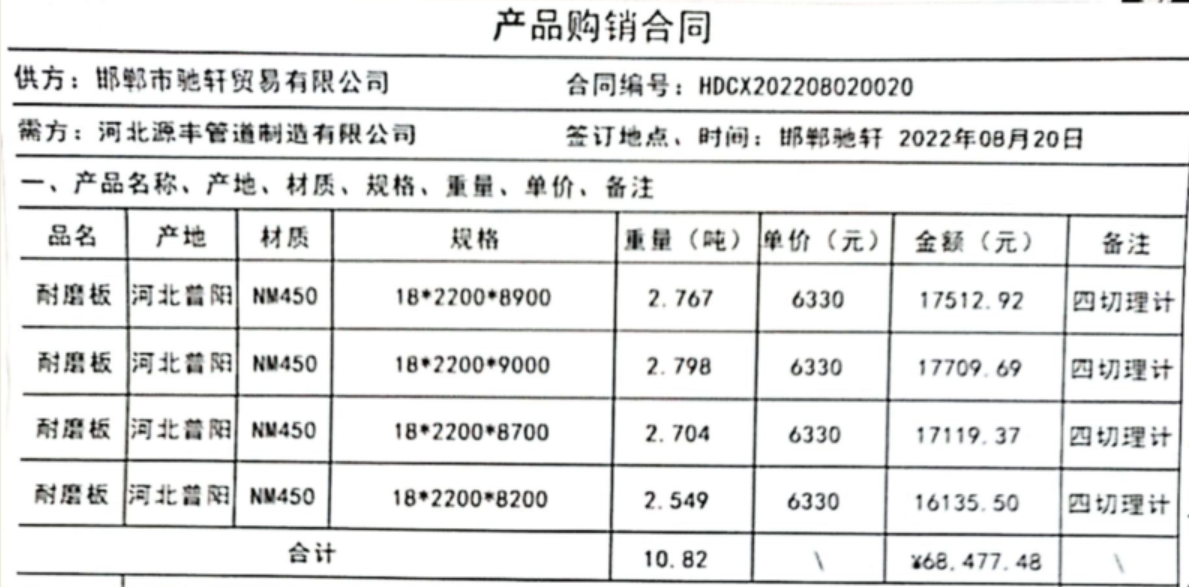 产品购销合同
供方：邯郸市驰轩贸易有限公司 合同编号：HDCX202208020020
需方：河北源丰管道制造有限公司 签订地点、时间：邯郸驰轩 2022年08月20日
一、产品名称、产地、材质、规格、重量、单价、备注
品名 产地 材质 规格 重量（吨） 单价（元） 金额（元） 备注
耐磨板 河北普阳 NM450 18*2200*8900 2.767 6330 17512.92 四切理计
耐磨板 河北普阳 NM450 18*2200*9000 2.798 6330 17709.69 四切理计
耐磨板 河北普阳 NM450 18*2200*8700 2.704 6330 17119.37 四切理计
耐磨板 河北普阳 NM450 18*2200*8200 2.549 6330 16135.50 四切理计
合计 10.82 \ ¥68,477.48 \